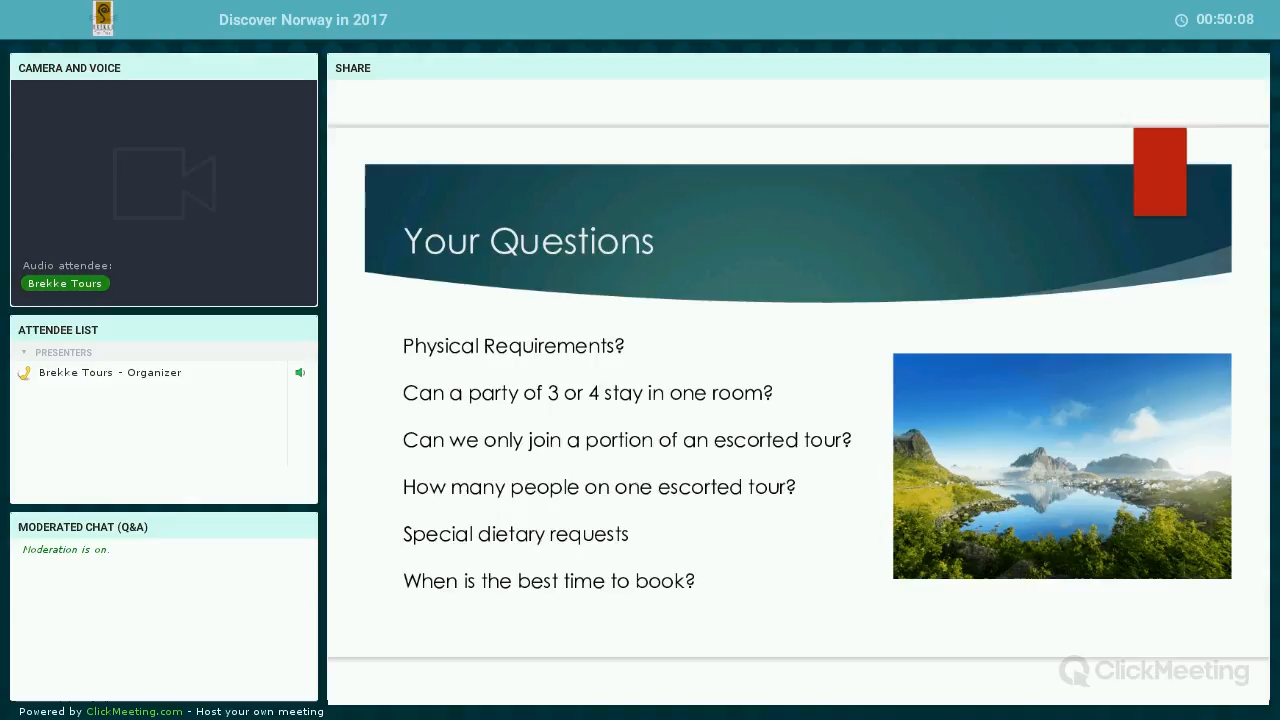 Discover Norway in 2017
00:50:08
CAMERA AND VOICE
Audio attendee:
Brekke Tours
ATTENDEE LIST
PRESENTERS
Brekke Tours - Organizer
MODERATED CHAT (Q&A)
Moderation is on.
Powered by ClickMeeting.com - Host your own meeting
SHARE
Your Questions
Physical Requirements?
Can a party of 3 or 4 stay in one room?
Can we only join a portion of an escorted tour?
How many people on one escorted tour?
Special dietary requests
When is the best time to book?
ClickMeeting